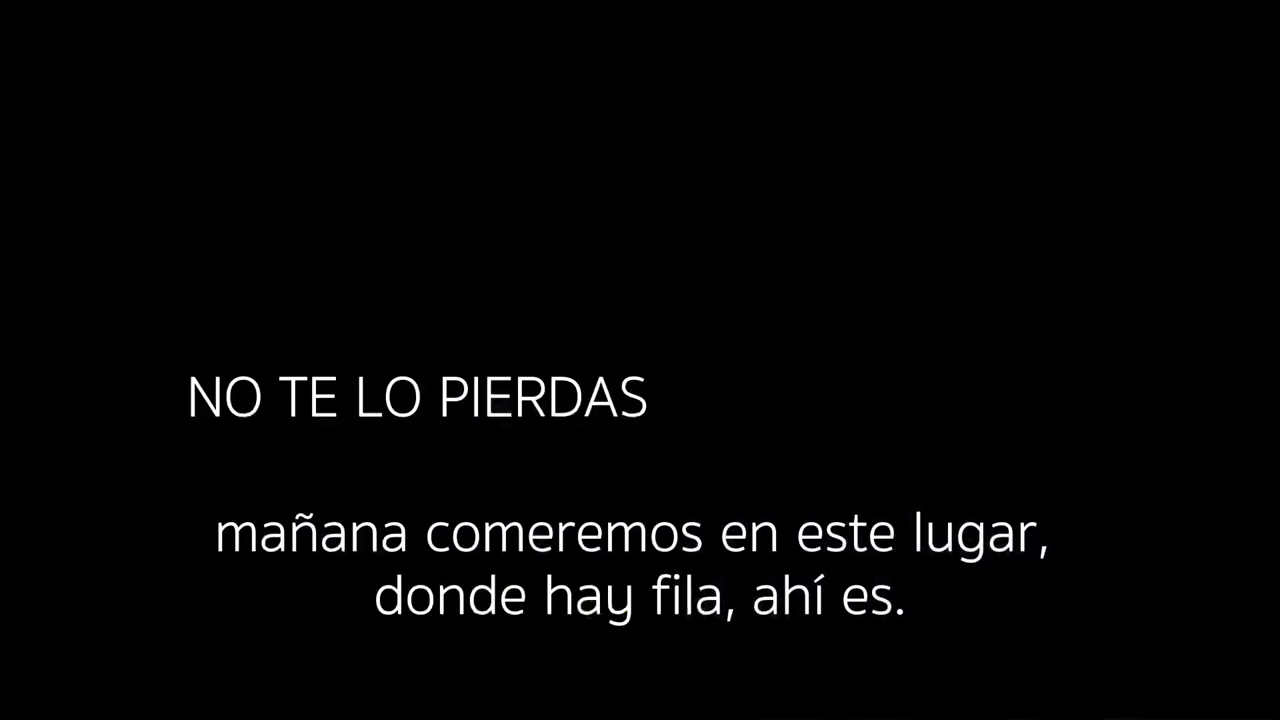 NO TE LO PIERDAS
mañana comeremos en este lugar,
donde hay fila, ahí es.